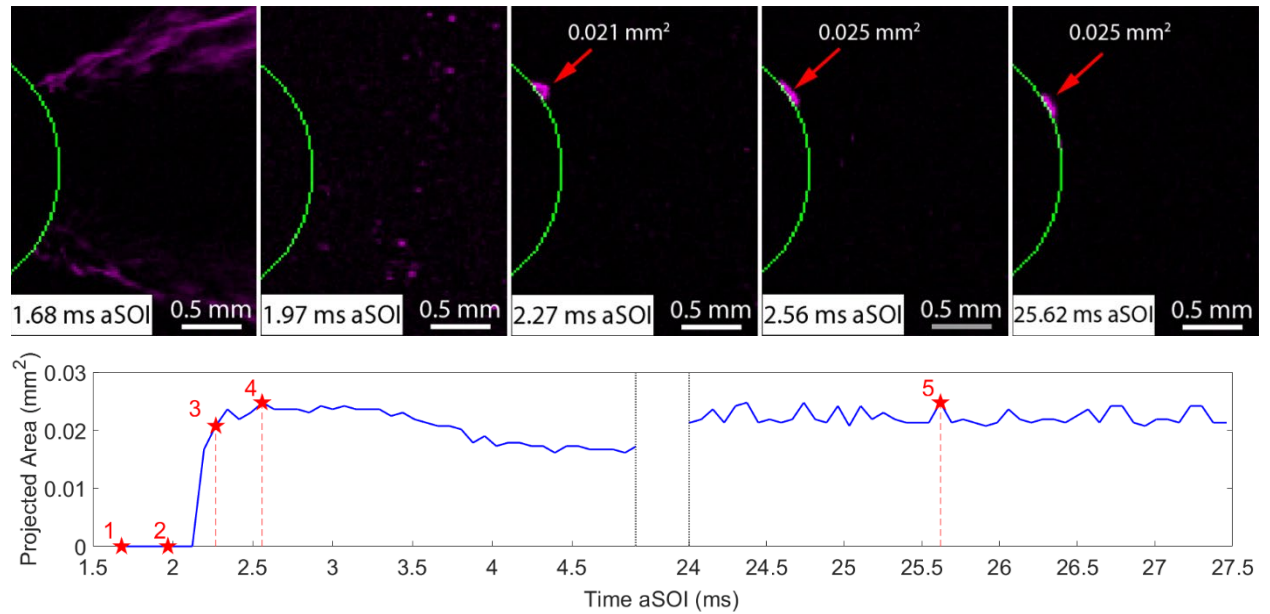 0.021 mm²
0.025 mm²
0.025 mm²
1.68 ms aSOI
0.5 mm
1.97 ms aSOI
0.5 mm
2.27 ms aSOI
0.5 mm
2.56 ms aSOI
0.5 mm
25.62 ms aSOI
0.5 mm
Projected Area (mm²)
0.03
0.02
0.01
0
1
2
3
4
5
1.5
2
2.5
3
3.5
4
4.5
24
24.5
25
25.5
26
26.5
27
27.5
Time aSOI (ms)